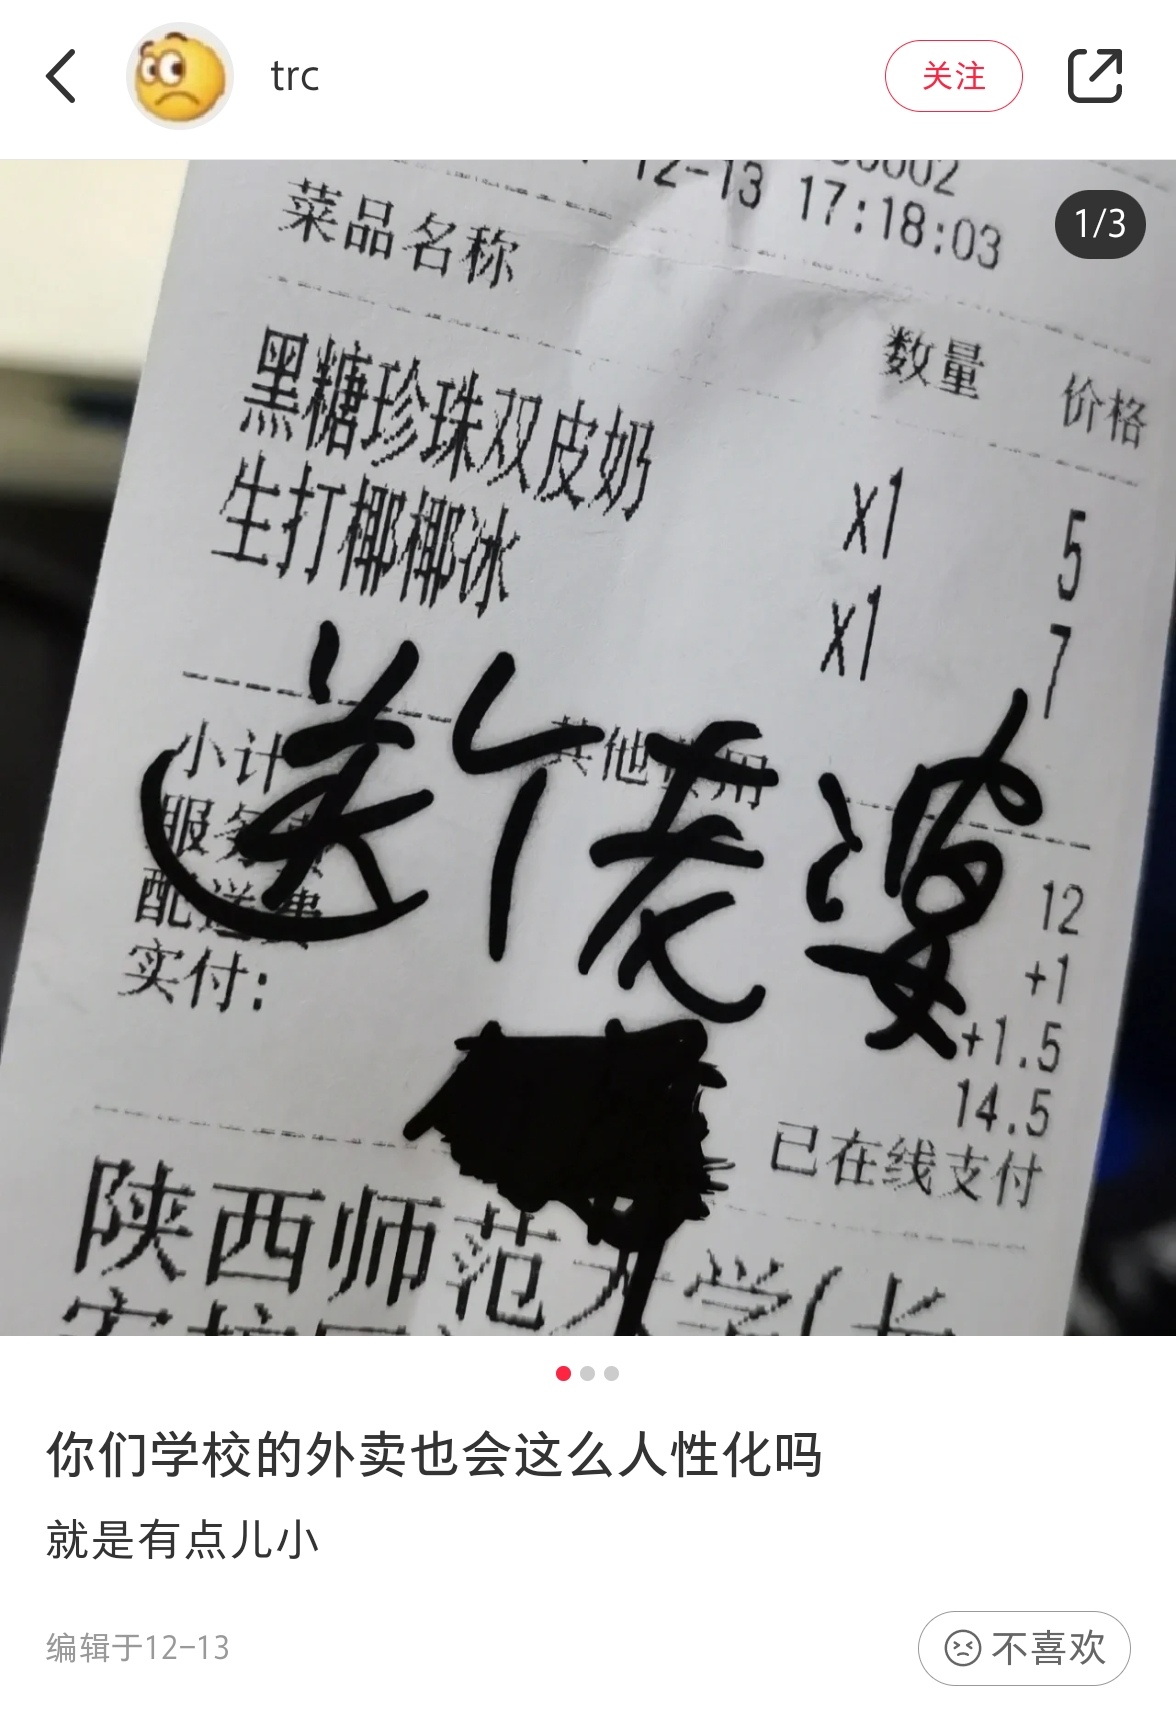 trc
关注
12-13 17:18:03
1/3
菜品名称 数量 价格
黑糖珍珠双皮奶 x1 5
生打椰椰冰 x1 7
送个老婆
其他费用
小计 12
服务费 +1
配送费 +1.5
实付: 14.5
已在线支付
陕西师范大学(长
你们学校的外卖也会这么人性化吗
就是有点儿小
编辑于12-13
不喜欢